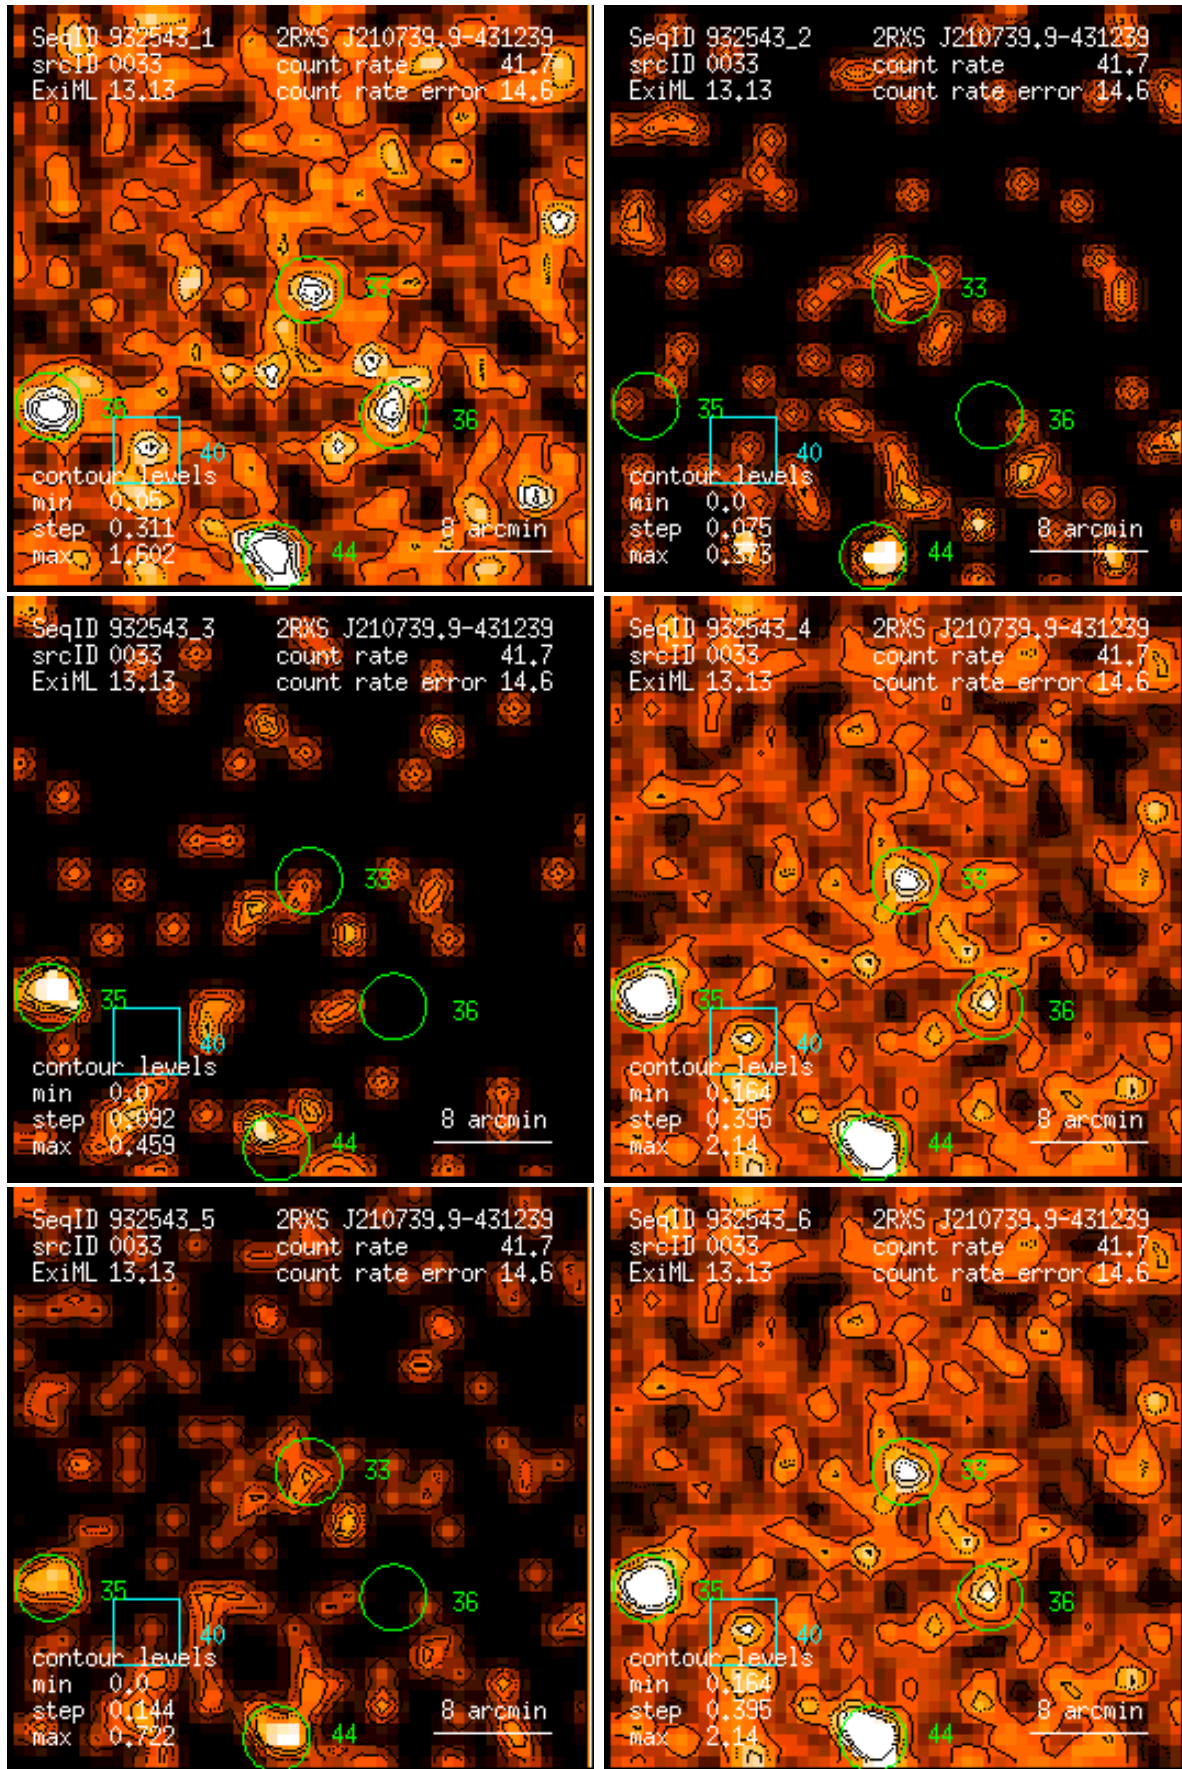 SeqID 932543_1 2RXS J210739.9-431239
srcID 0033 count rate 41.7
ExiML 13.13 count rate error 14.6
33
35
36
40
contour levels
min 0.05
step 0.311 8 arcmin
max 1.602 44
SeqID 932543_2 2RXS J210739.9-431239
srcID 0033 count rate 41.7
ExiML 13.13 count rate error 14.6
33
35
36
40
contour levels
min 0.0
step 0.075 8 arcmin
max 0.373 44
SeqID 932543_3 2RXS J210739.9-431239
srcID 0033 count rate 41.7
ExiML 13.13 count rate error 14.6
33
35
36
40
contour levels
min 0.0
step 0.092 8 arcmin
max 0.459 44
SeqID 932543_4 2RXS J210739.9-431239
srcID 0033 count rate 41.7
ExiML 13.13 count rate error 14.6
33
35
36
40
contour levels
min 0.164
step 0.395 8 arcmin
max 2.14 44
SeqID 932543_5 2RXS J210739.9-431239
srcID 0033 count rate 41.7
ExiML 13.13 count rate error 14.6
33
35
36
40
contour levels
min 0.0
step 0.144 8 arcmin
max 0.722 44
SeqID 932543_6 2RXS J210739.9-431239
srcID 0033 count rate 41.7
ExiML 13.13 count rate error 14.6
33
35
36
40
contour levels
min 0.164
step 0.395 8 arcmin
max 2.14 44